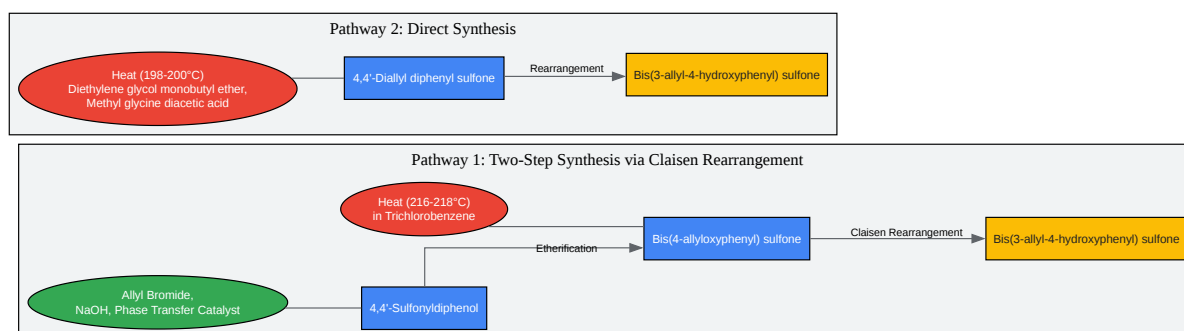 Pathway 2: Direct Synthesis
Heat (198-200°C)
Diethylene glycol monobutyl ether,
Methyl glycine diacetic acid
4,4'-Diallyl diphenyl sulfone
Rearrangement
Bis(3-allyl-4-hydroxyphenyl) sulfone
Pathway 1: Two-Step Synthesis via Claisen Rearrangement
Heat (216-218°C)
in Trichlorobenzene
Bis(4-allyloxyphenyl) sulfone
Claisen Rearrangement
Bis(3-allyl-4-hydroxyphenyl) sulfone
Etherification
Allyl Bromide,
NaOH, Phase Transfer Catalyst
4,4'-Sulfonyldiphenol